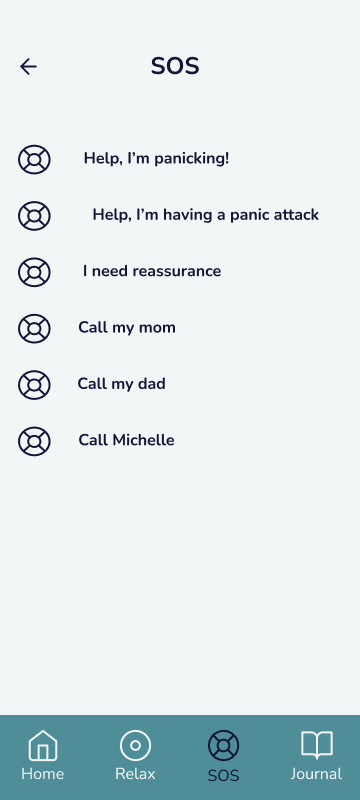 SOS
Help, I’m panicking!
Help, I’m having a panic attack
I need reassurance
Call my mom
Call my dad
Call Michelle
Home Relax SOS Journal